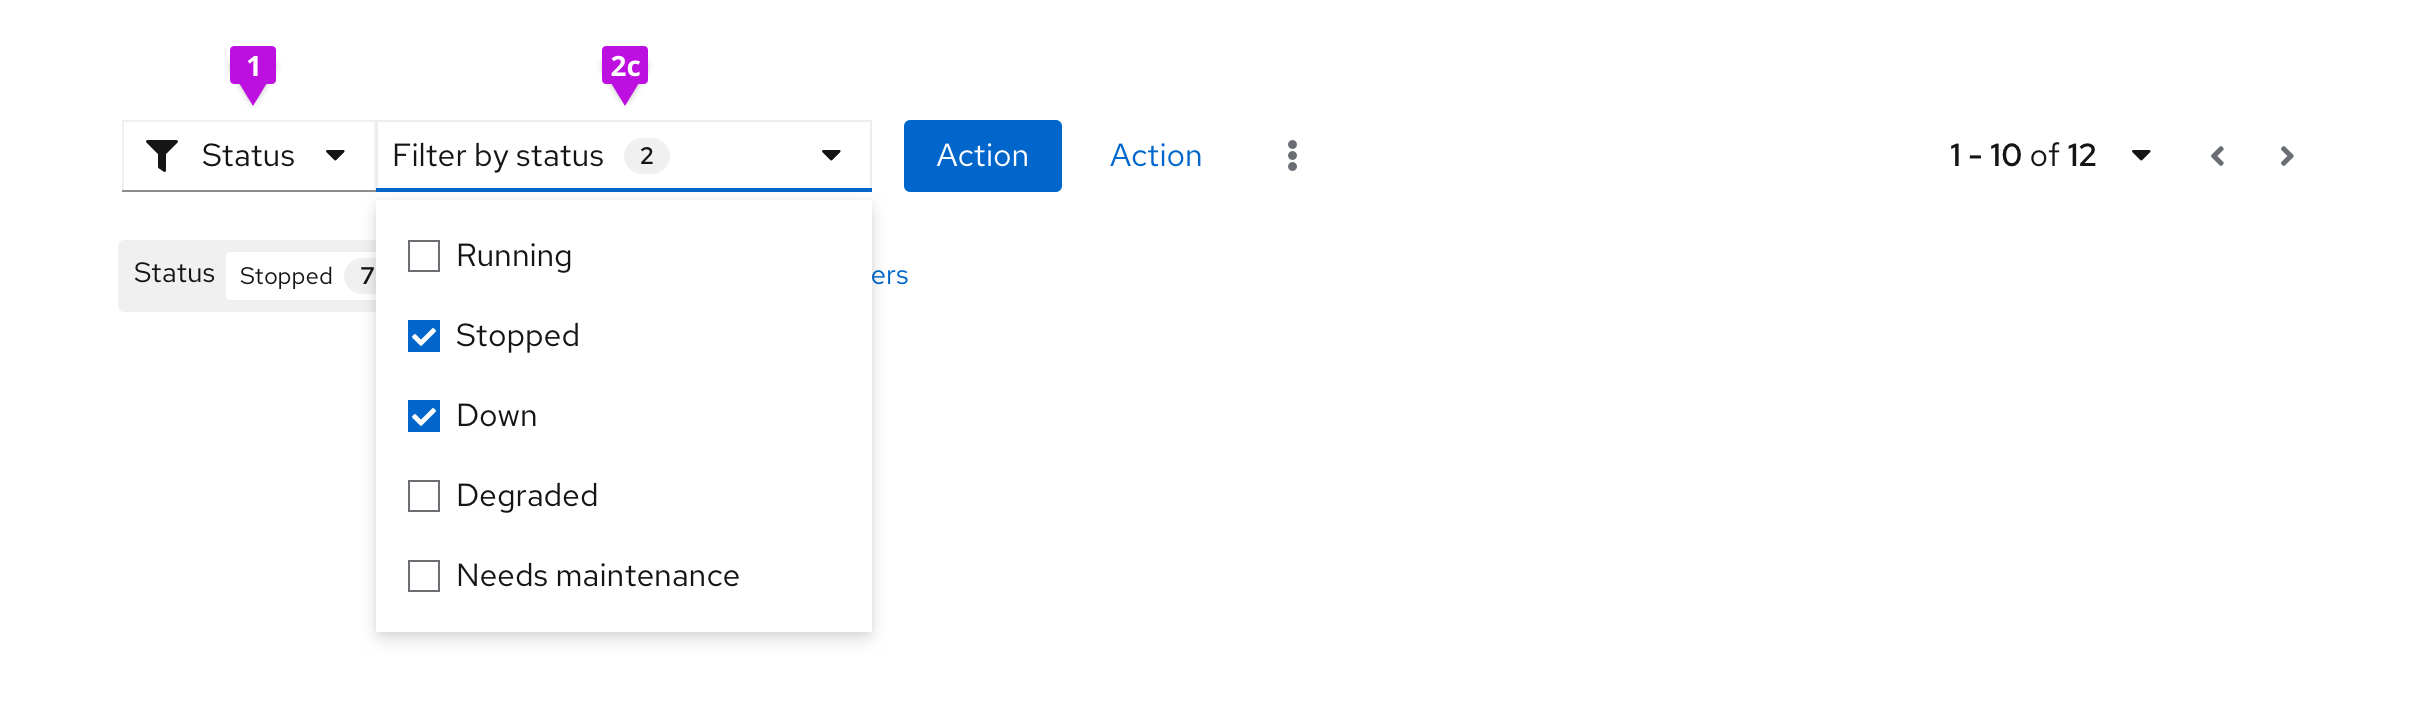 1 2c
Status Filter by status 2 Action Action 1 - 10 of 12
Status Stopped 7
Running
Stopped
Down
Degraded
Needs maintenance